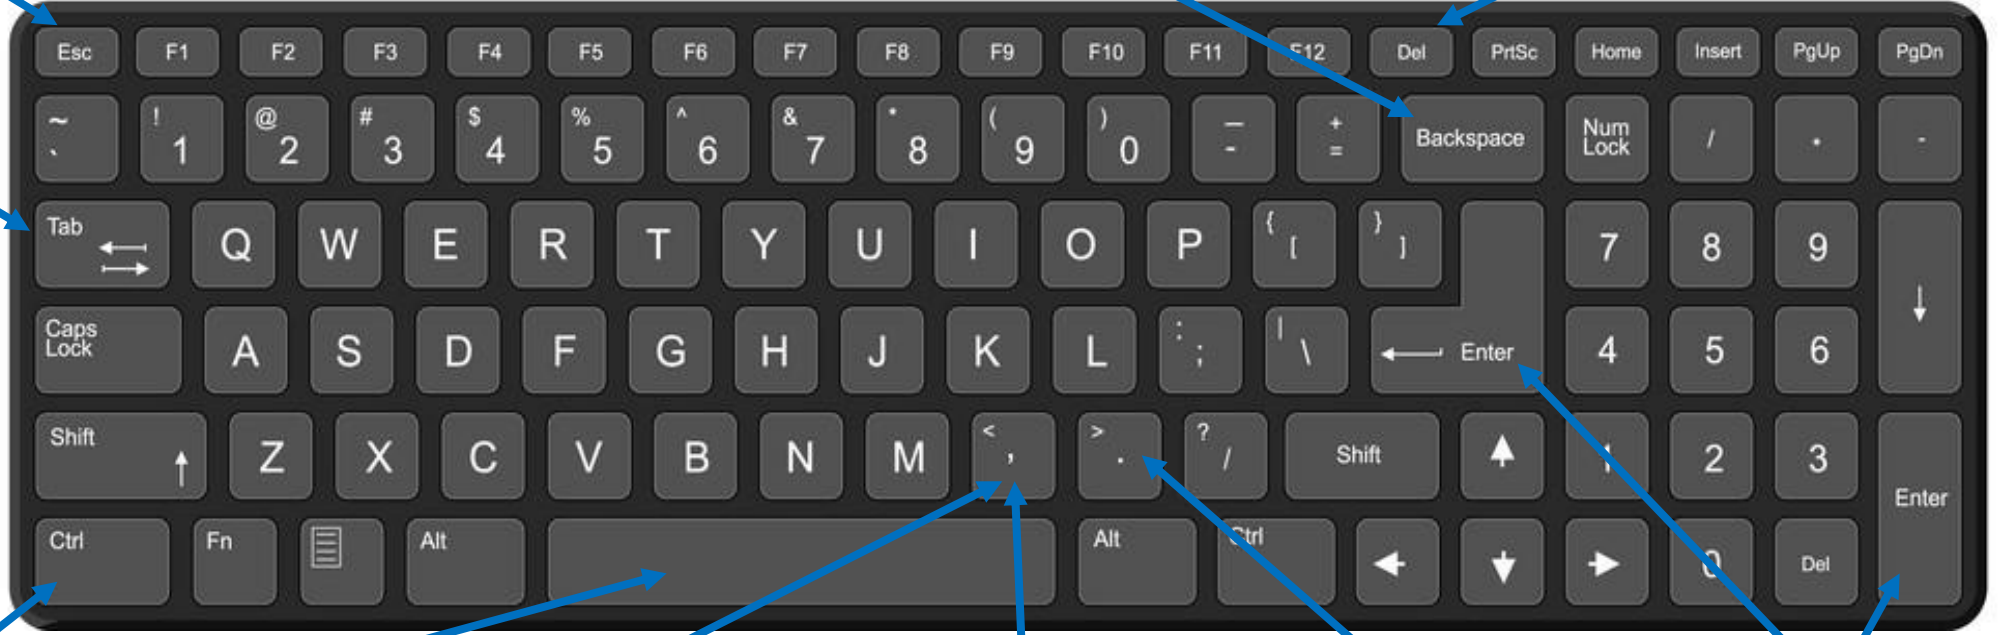 Esc F1 F2 F3 F4 F5 F6 F7 F8 F9 F10 F11 F12 Del PrtSc Home Insert PgUp PgDn
~ ! @ # $ % ^ & * ( ) — +
` 1 2 3 4 5 6 7 8 9 0 - = Backspace Num Lock / . -
Tab Q W E R T Y U I O P { [ } ] 7 8 9
Caps Lock A S D F G H J K L : ; | \ Enter 4 5 6
Shift Z X C V B N M < , > . ? / Shift 1 2 3 Enter
Ctrl Fn Alt Alt Ctrl 0 Del